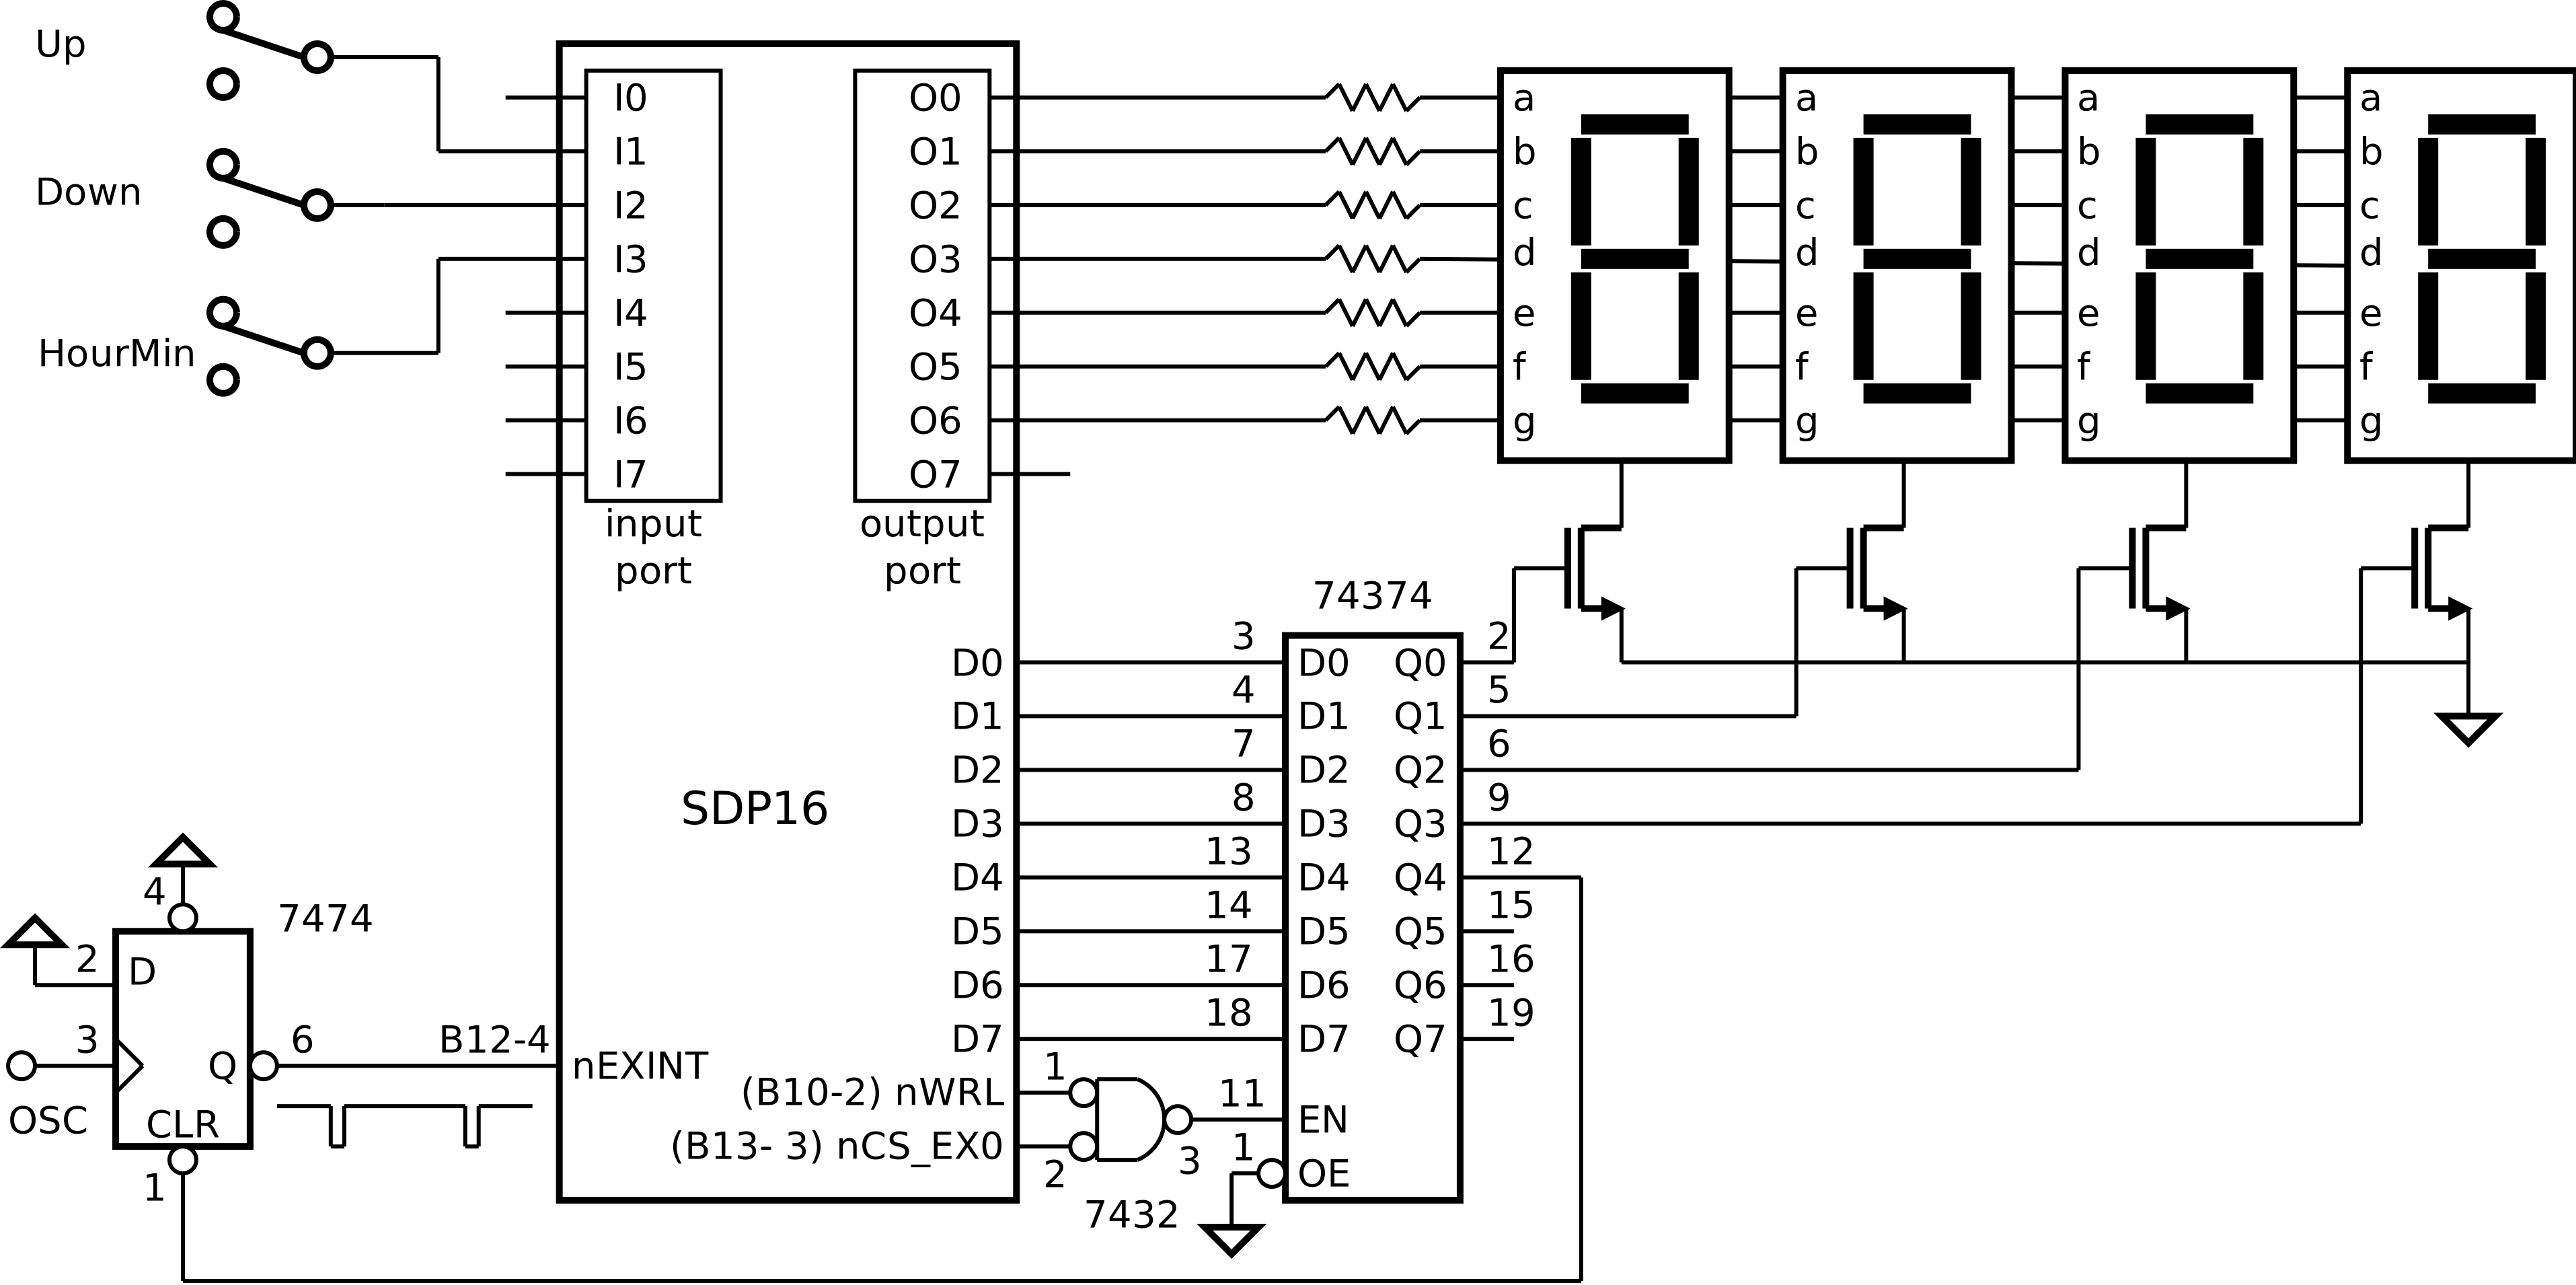 Up
Down
HourMin
I0
I1
I2
I3
I4
I5
I6
I7
input
port
O0
O1
O2
O3
O4
O5
O6
O7
output
port
a
b
c
d
e
f
g
a
b
c
d
e
f
g
a
b
c
d
e
f
g
a
b
c
d
e
f
g
SDP16
D0
D1
D2
D3
D4
D5
D6
D7
nEXINT
(B10-2) nWRL
(B13- 3) nCS_EX0
3
4
7
8
13
14
17
18
1
2
3
7432
11
1
74374
D0 Q0
D1 Q1
D2 Q2
D3 Q3
D4 Q4
D5 Q5
D6 Q6
D7 Q7
EN
OE
2
5
6
9
12
15
16
19
4
7474
2
D
3
Q
6
B12-4
OSC
CLR
1